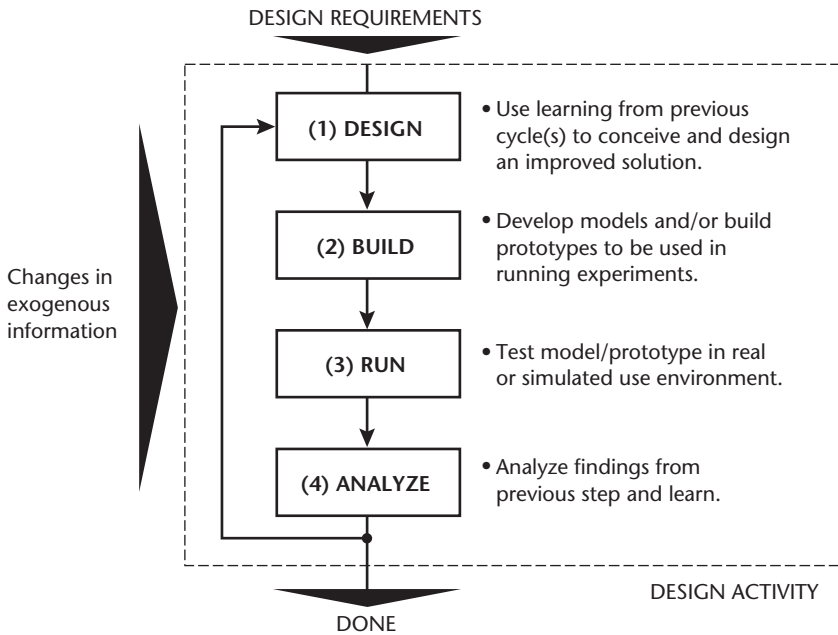 DESIGN REQUIREMENTS
(1) DESIGN
• Use learning from previous
cycle(s) to conceive and design
an improved solution.
(2) BUILD
• Develop models and/or build
prototypes to be used in
running experiments.
Changes in
exogenous
information
(3) RUN
• Test model/prototype in real
or simulated use environment.
(4) ANALYZE
• Analyze findings from
previous step and learn.
DESIGN ACTIVITY
DONE